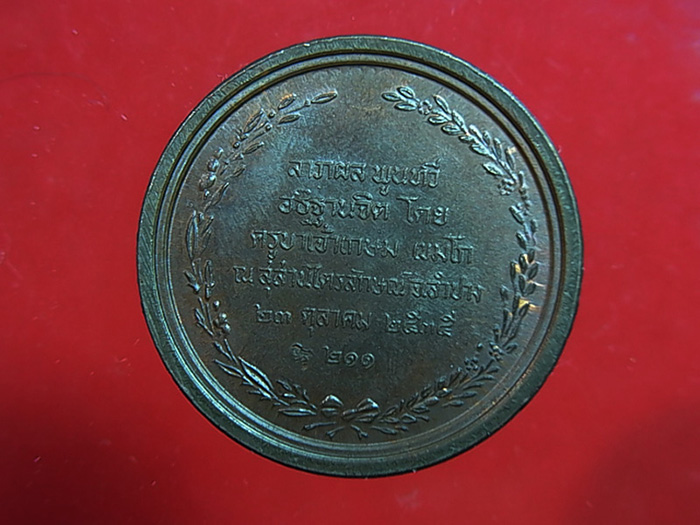 ลาภผล พูนทวี
อธิฐานจิต โดย
ครูบาเจ้าเกษม เขมโก
ณ สุสานไตรลักษณ์ จ.ลำปาง
๒๓ ตุลาคม ๒๕๓๕
๒๑๑